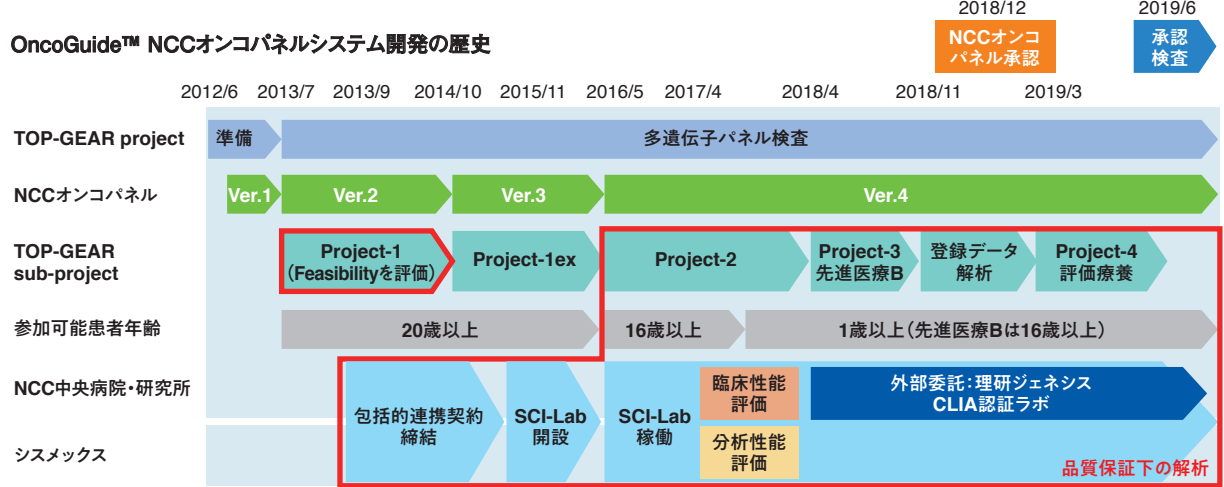 2018/12
2019/6
OncoGuide™ NCCオンコパネルシステム開発の歴史
NCCオンコ
パネル承認
承認
検査
2012/6 2013/7 2013/9 2014/10 2015/11 2016/5 2017/4 2018/4 2018/11 2019/3
TOP-GEAR project
準備
多遺伝子パネル検査
NCCオンコパネル
Ver.1
Ver.2
Ver.3
Ver.4
TOP-GEAR
sub-project
Project-1
（Feasibilityを評価）
Project-1ex
Project-2
Project-3
先進医療B
登録データ
解析
Project-4
評価療養
参加可能患者年齢
20歳以上
16歳以上
1歳以上（先進医療Bは16歳以上）
NCC中央病院・研究所
シスメックス
包括的連携契約
締結
SCI-Lab
開設
SCI-Lab
稼働
臨床性能
評価
分析性能
評価
外部委託：理研ジェネシス
CLIA認証ラボ
品質保証下の解析